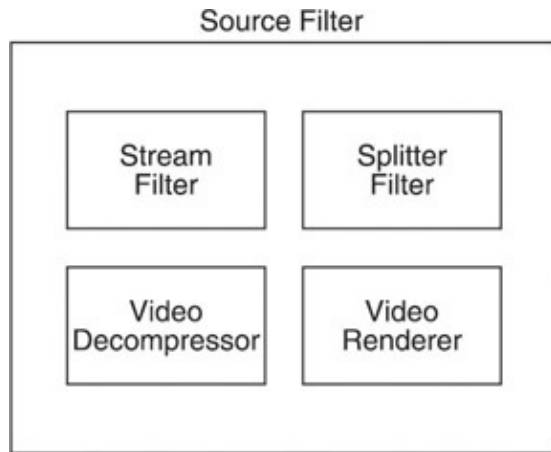 Source Filter
Stream
Filter
Splitter
Filter
Video
Decompressor
Video
Renderer